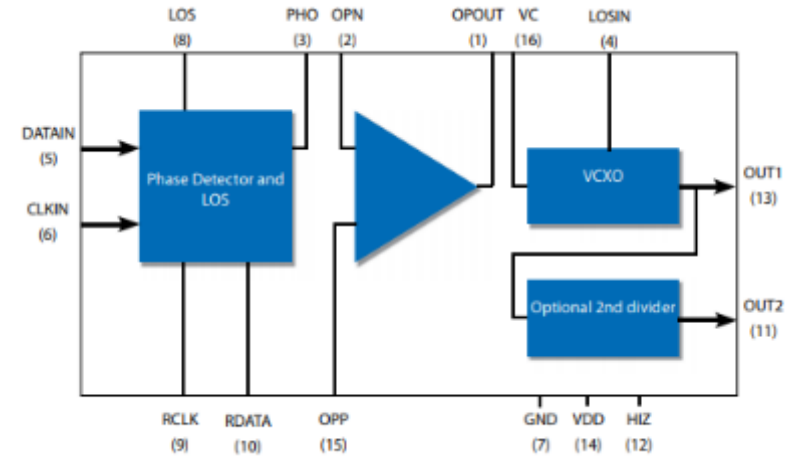 LOS PHO OPN OPOUT VC LOSIN
(8) (3) (2) (1) (16) (4)
DATAIN
(5)
Phase Detector and
LOS
CLKIN
(6)
VCXO
OUT1
(13)
Optional 2nd divider
OUT2
(11)
RCLK RDATA OPP GND VDD HIZ
(9) (10) (15) (7) (14) (12)